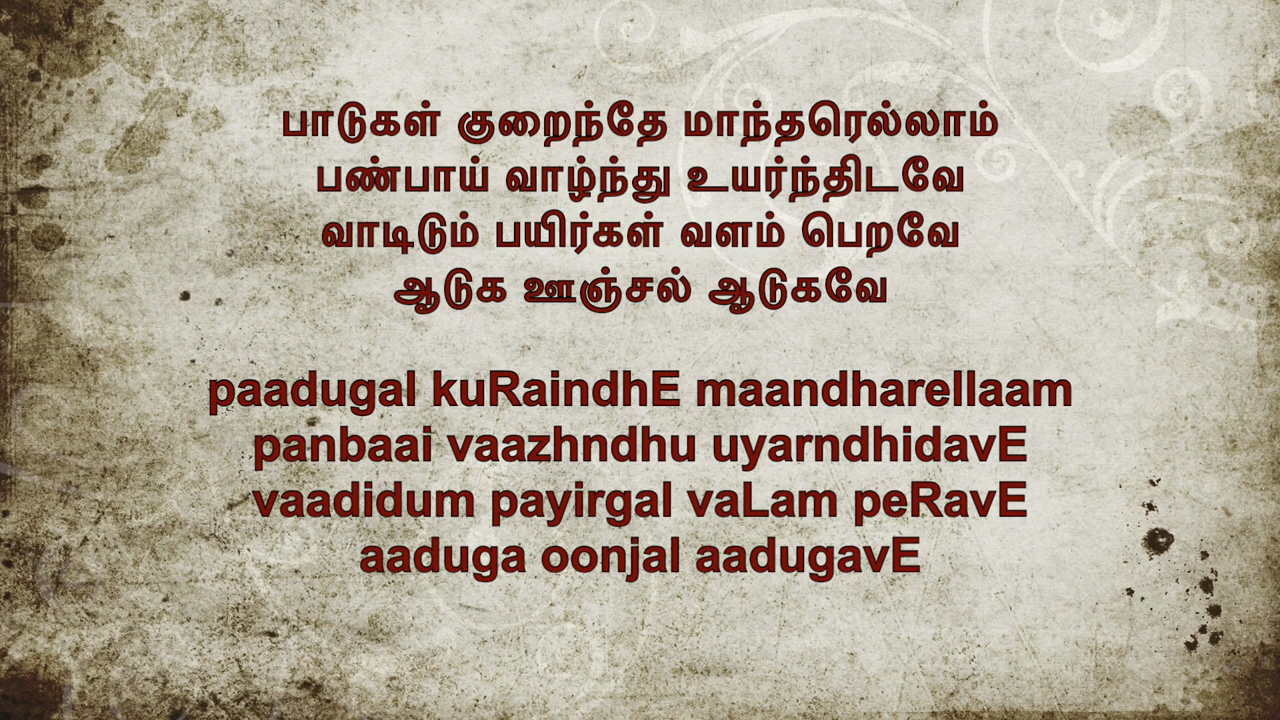 பாடுகள் குறைந்தே மாந்தரெல்லாம்
பண்பாய் வாழ்ந்து உயர்ந்திடவே
வாடிடும் பயிர்கள் வளம் பெறவே
ஆடுக ஊஞ்சல் ஆடுகவே
paadugal kuRaindhE maandharellaam
panbaai vaazhndhu uyarndhidavE
vaadidum payirgal vaLam peRavE
aaduga oonjal aadugavE